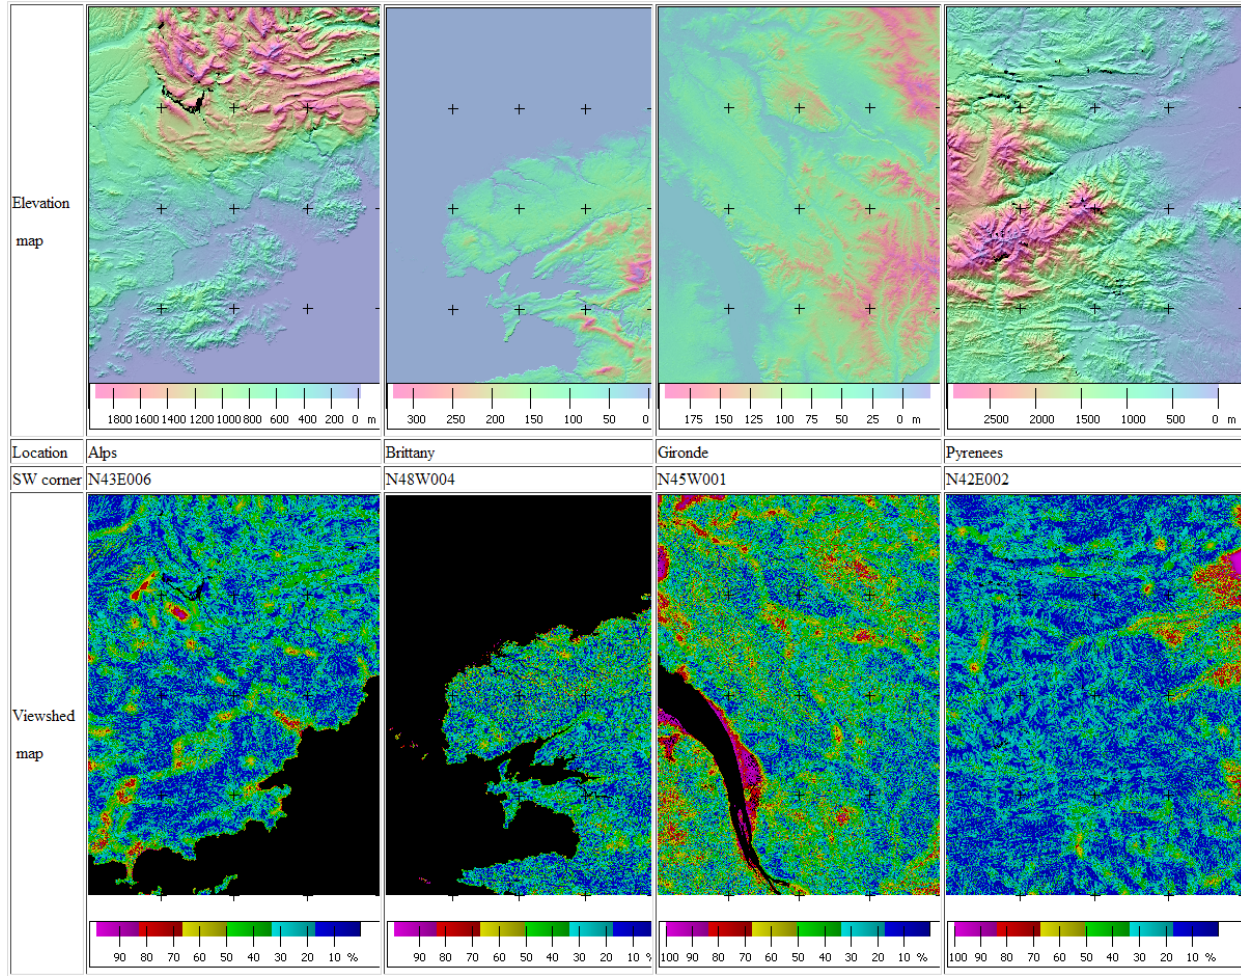 Elevation
map
1800 1600 1400 1200 1000 800 600 400 200 0 m
300 250 200 150 100 50 0
175 150 125 100 75 50 25 0 m
2500 2000 1500 1000 500 0 m
Location Alps Brittany Gironde Pyrenees
SW corner N43E006 N48W004 N45W001 N42E002
Viewshed
map
90 80 70 60 50 40 30 20 10 %
90 80 70 60 50 40 30 20 10 %
100 90 80 70 60 50 40 30 20 10 %
100 90 80 70 60 50 40 30 20 10 %